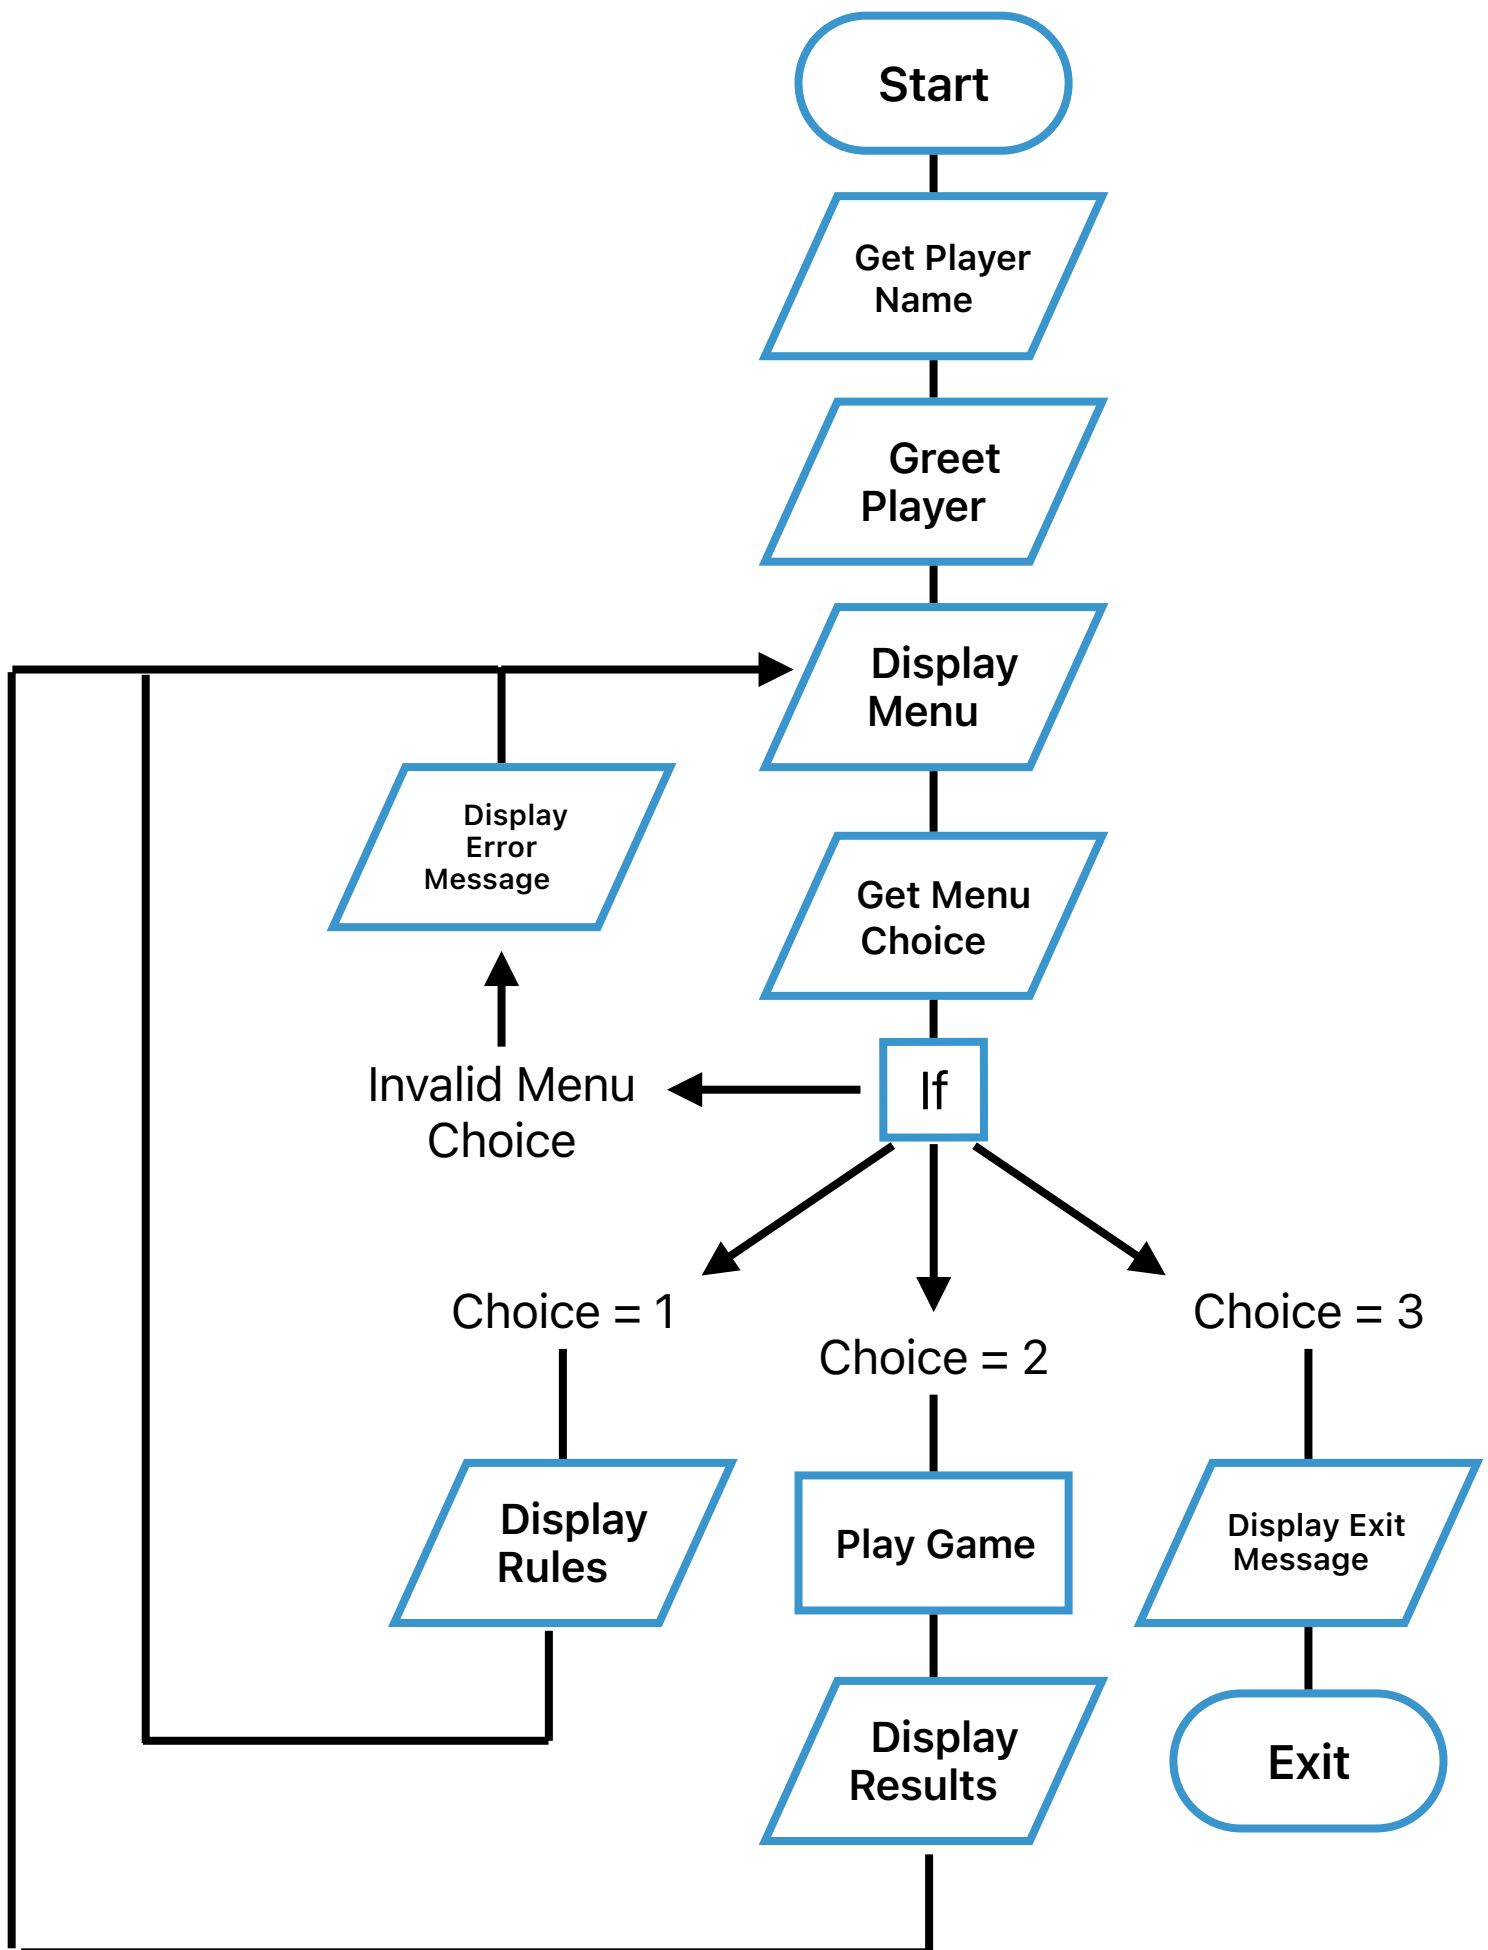 Start
Get Player
Name
Greet
Player
Display
Menu
Display
Error
Message
Get Menu
Choice
If
Invalid Menu
Choice
Choice = 1
Choice = 2
Choice = 3
Display
Rules
Play Game
Display Exit
Message
Display
Results
Exit